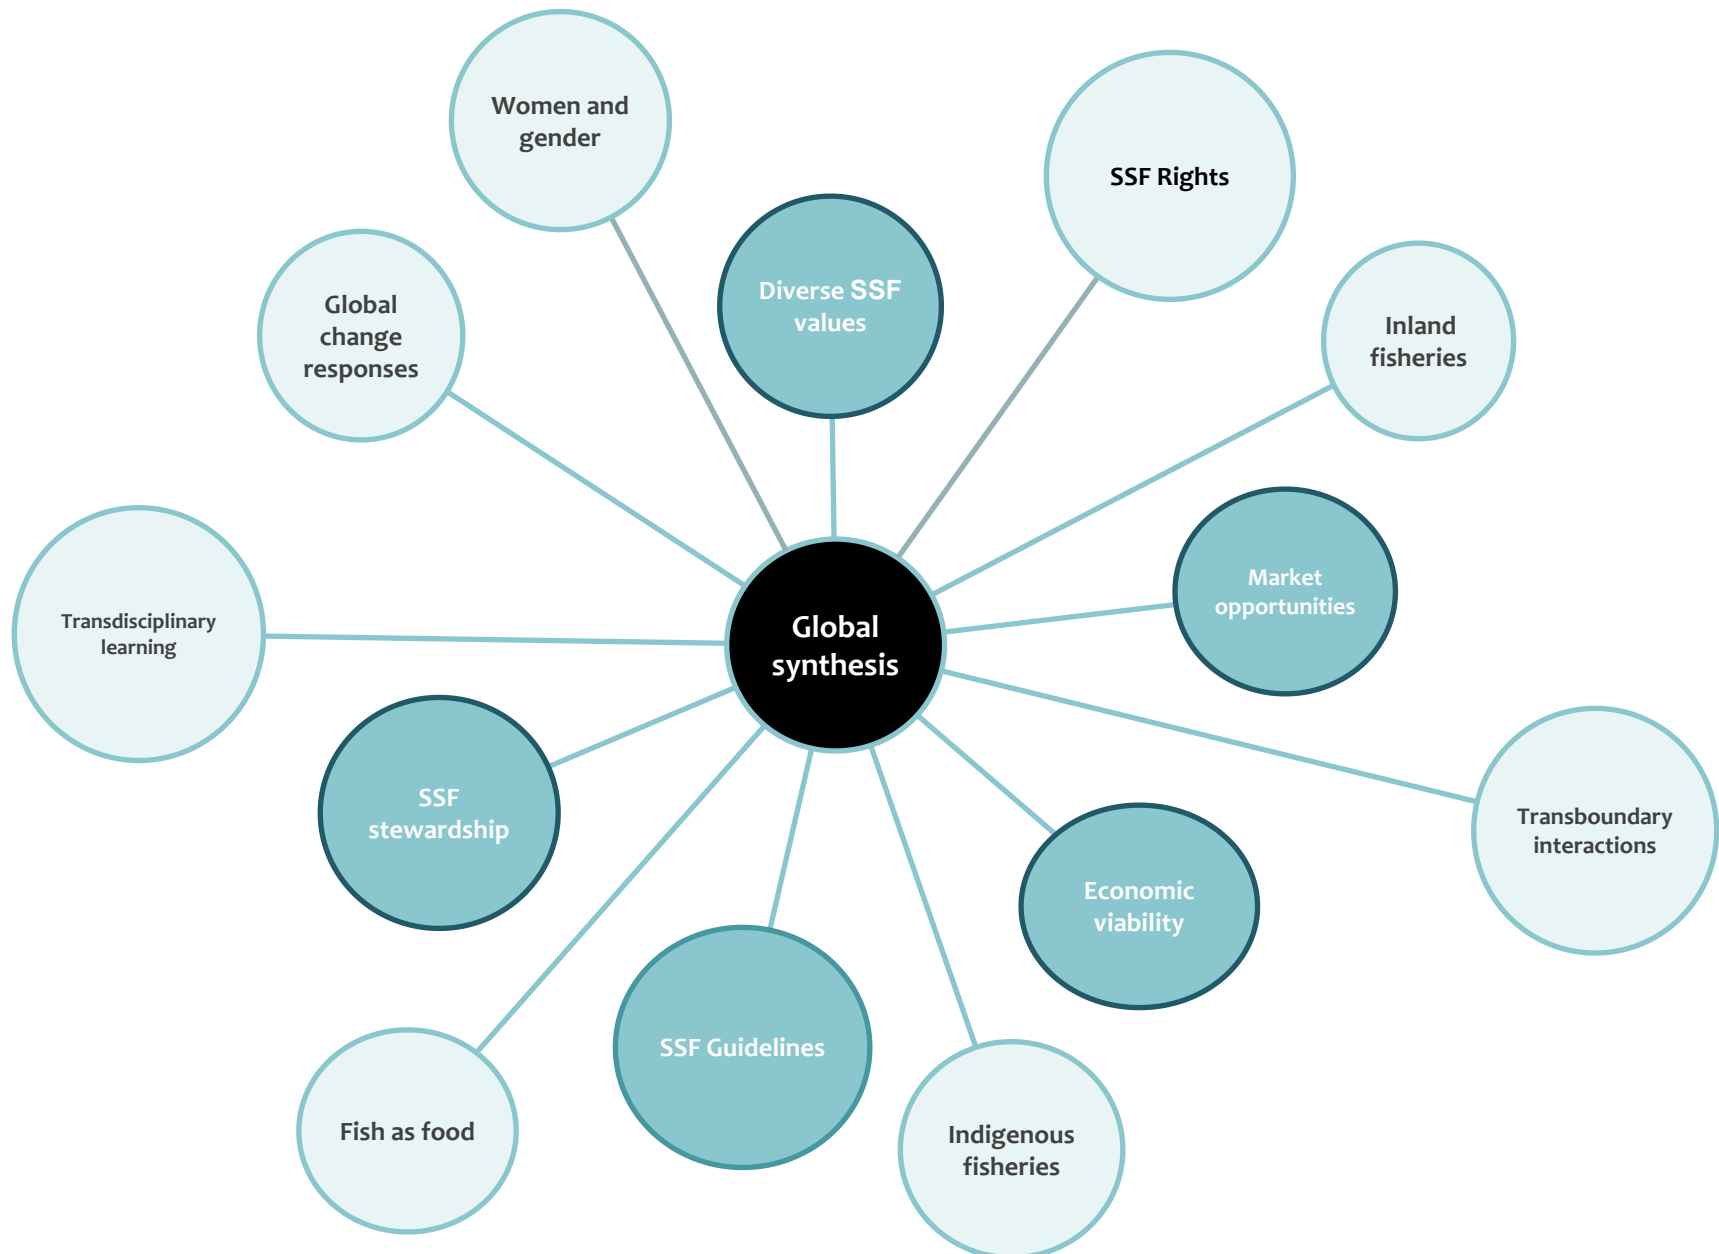 Women and
gender
SSF Rights
Diverse SSF
values
Global
change
responses
Inland
fisheries
Market
opportunities
Transdisciplinary
learning
Global
synthesis
SSF
stewardship
Transboundary
interactions
Economic
viability
SSF Guidelines
Fish as food
Indigenous
fisheries